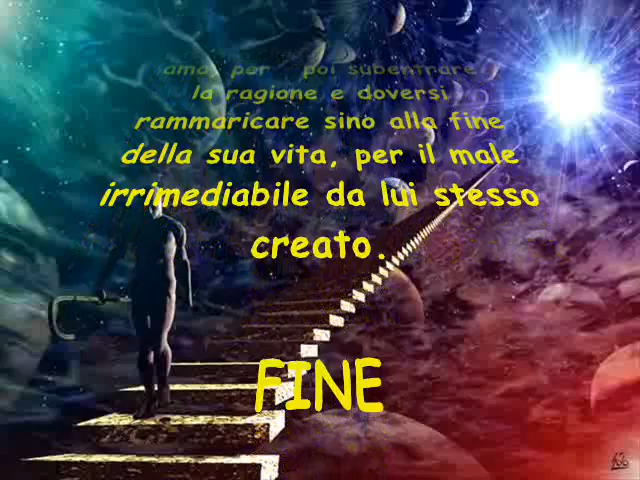 ama, per poi subentrare
la ragione e doversi
rammaricare sino alla fine
della sua vita, per il male
irrimediabile da lui stesso
creato.
FINE